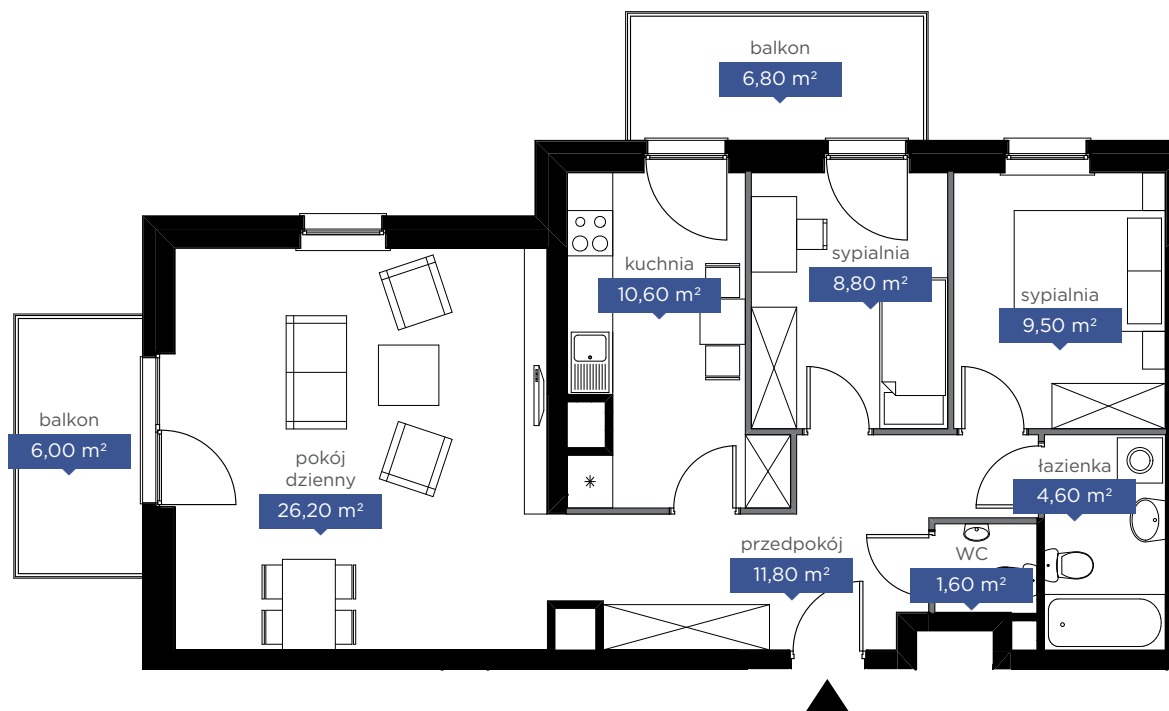 balkon
6,80 m²
kuchnia
10,60 m²
sypialnia
8,80 m²
sypialnia
9,50 m²
balkon
6,00 m²
pokój
dzienny
26,20 m²
łazienka
4,60 m²
przedpokój
11,80 m²
WC
1,60 m²